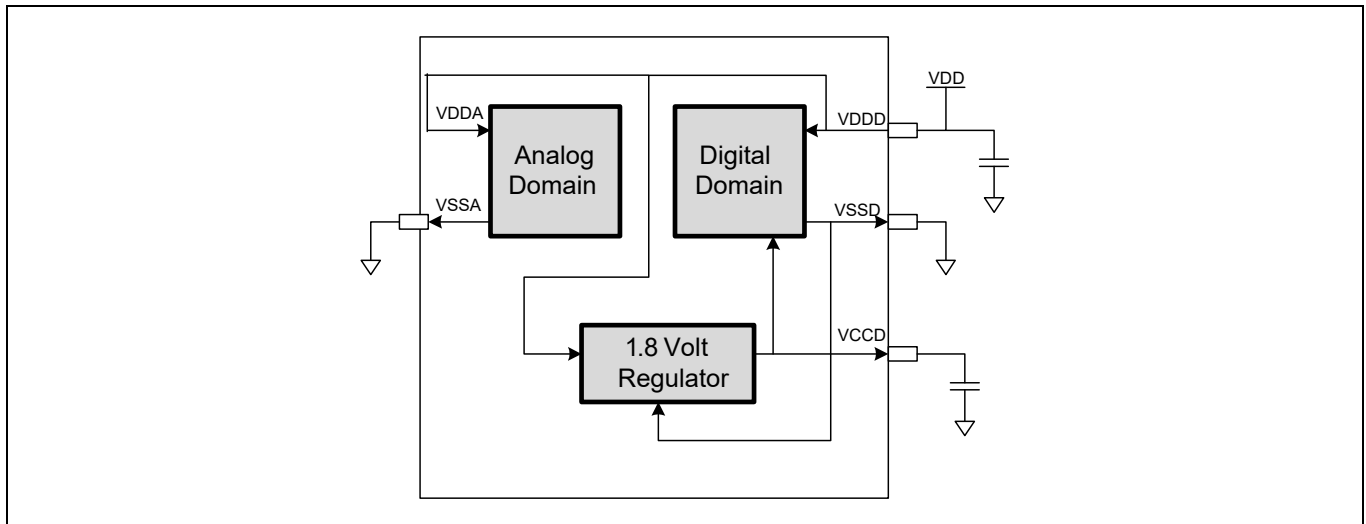 VDD
VDDA
VDDD
Analog
Domain
Digital
Domain
VSSA
VSSD
VCCD
1.8 Volt
Regulator